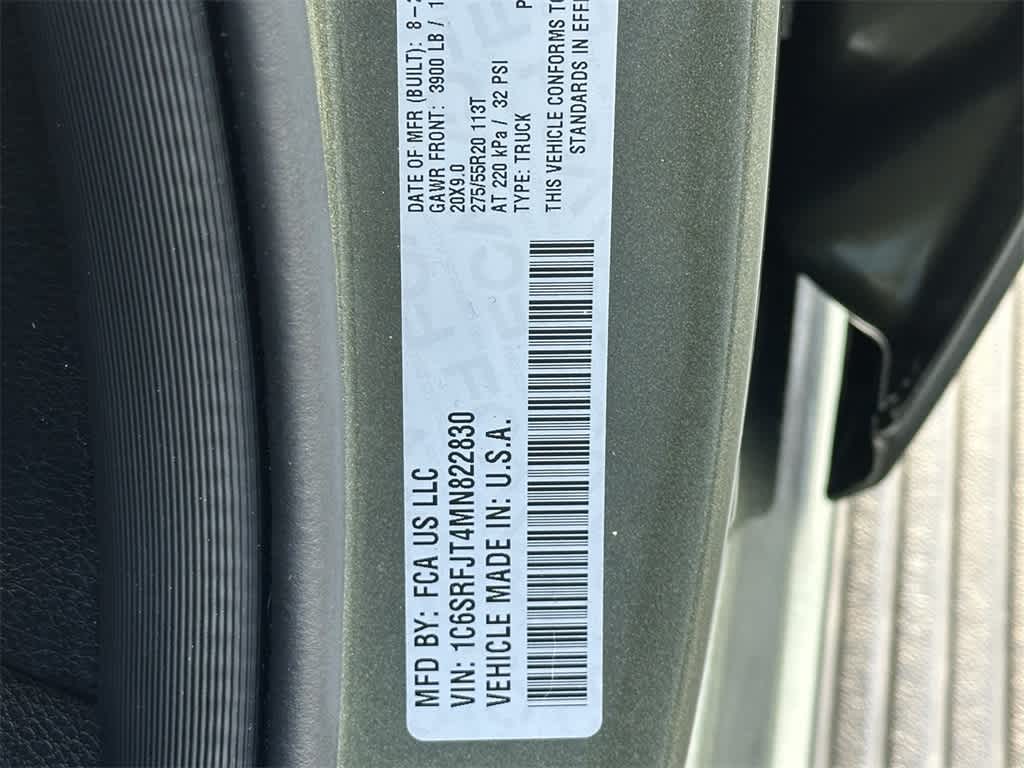 MFD BY: FCA US LLC
VIN: 1C6SRFJT4MN822830
VEHICLE MADE IN: U.S.A.
DATE OF MFR (BUILT): 8-
GAWR FRONT: 3900 LB /
20X9.0
275/55R20 113T
AT 220 kPa / 32 PSI
TYPE: TRUCK
THIS VEHICLE CONFORMS TO
STANDARDS IN